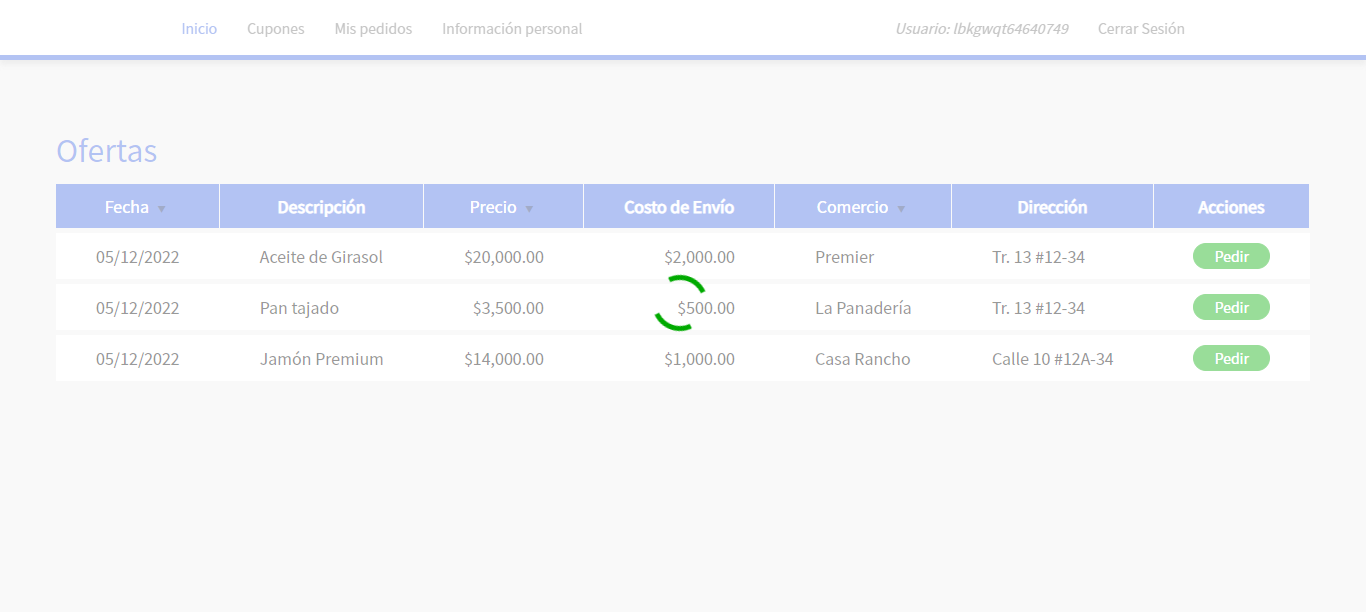 Inicio Cupones Mis pedidos Información personal Usuario: lbkgwqt64640749 Cerrar Sesión
Ofertas
Fecha Descripción Precio Costo de Envío Comercio Dirección Acciones
05/12/2022 Aceite de Girasol $20,000.00 $2,000.00 Premier Tr. 13 #12-34 Pedir
05/12/2022 Pan tajado $3,500.00 $500.00 La Panadería Tr. 13 #12-34 Pedir
05/12/2022 Jamón Premium $14,000.00 $1,000.00 Casa Rancho Calle 10 #12A-34 Pedir